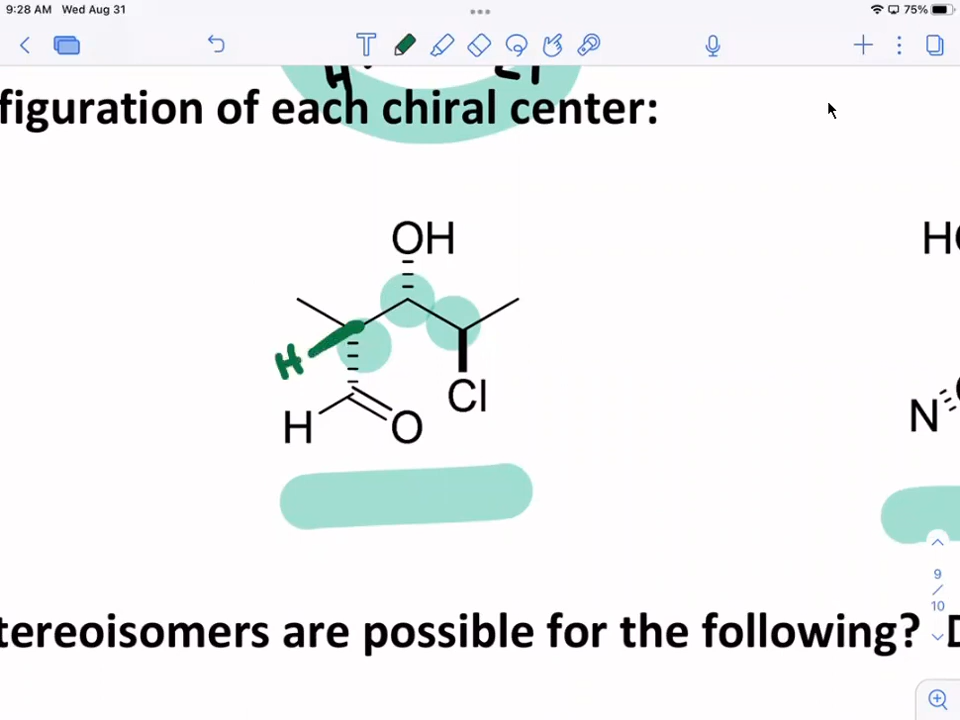 9:28 AM Wed Aug 31
75%
T
H
figuration of each chiral center:
OH
H
Cl
H
O
N
9
/
10
tereoisomers are possible for the following?